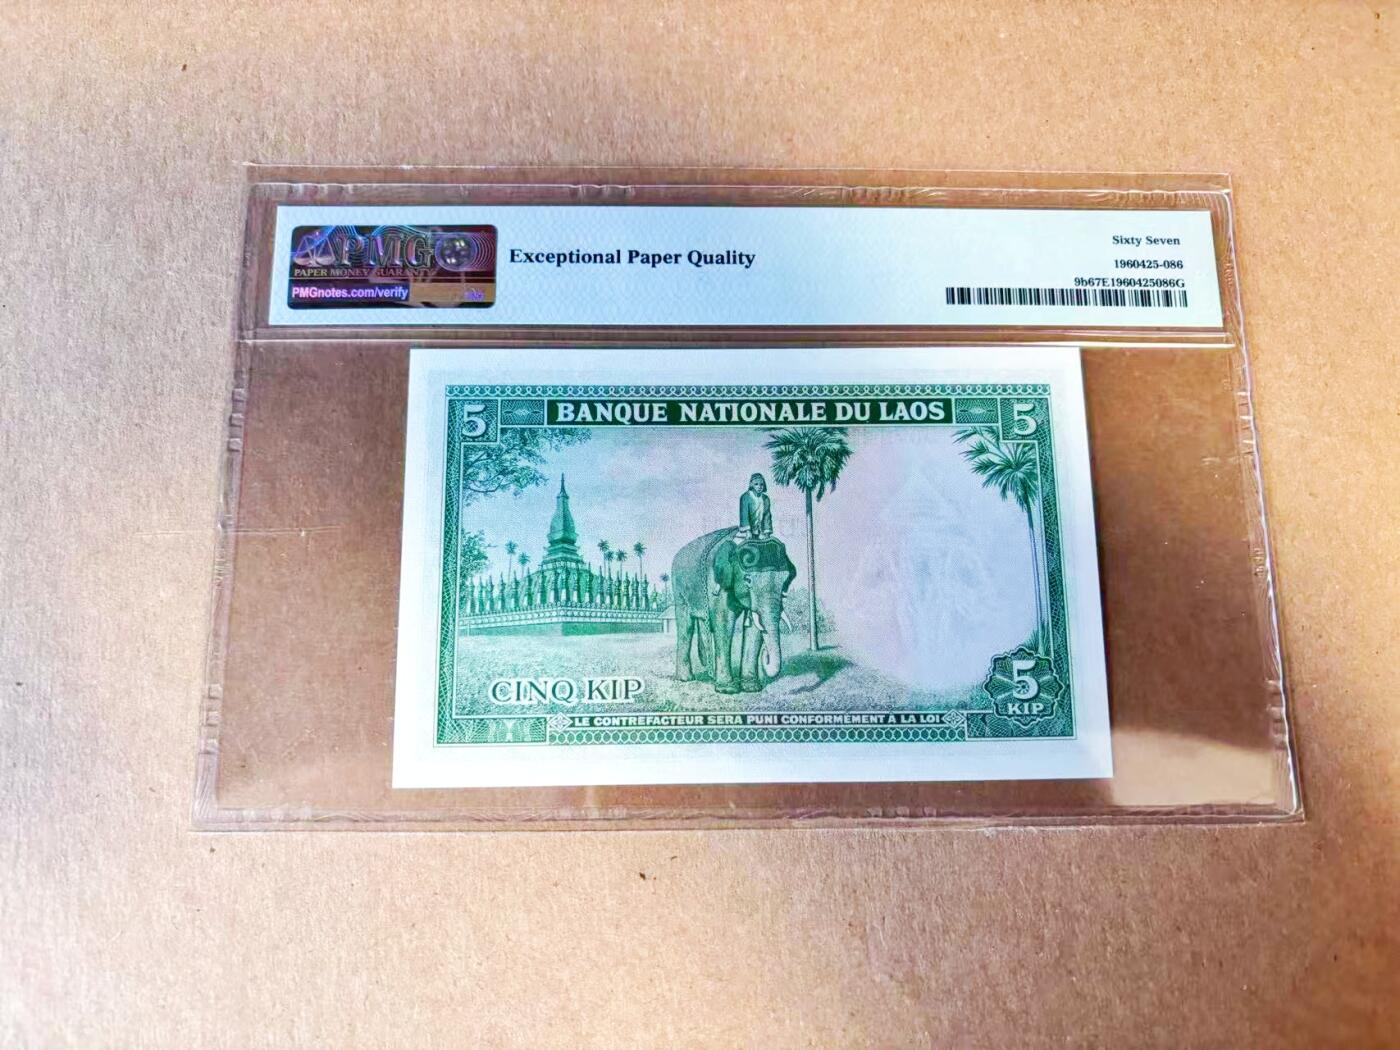 PMG
PAPER MONEY GUARANTY
PMGnotes.com/verify
Exceptional Paper Quality
Sixty Seven
1960425-086
9b67E1960425086G
5 BANQUE NATIONALE DU LAOS 5
CINQ KIP
5
KIP
LE CONTREFACTEUR SERA PUNI CONFORMÉMENT À LA LOI